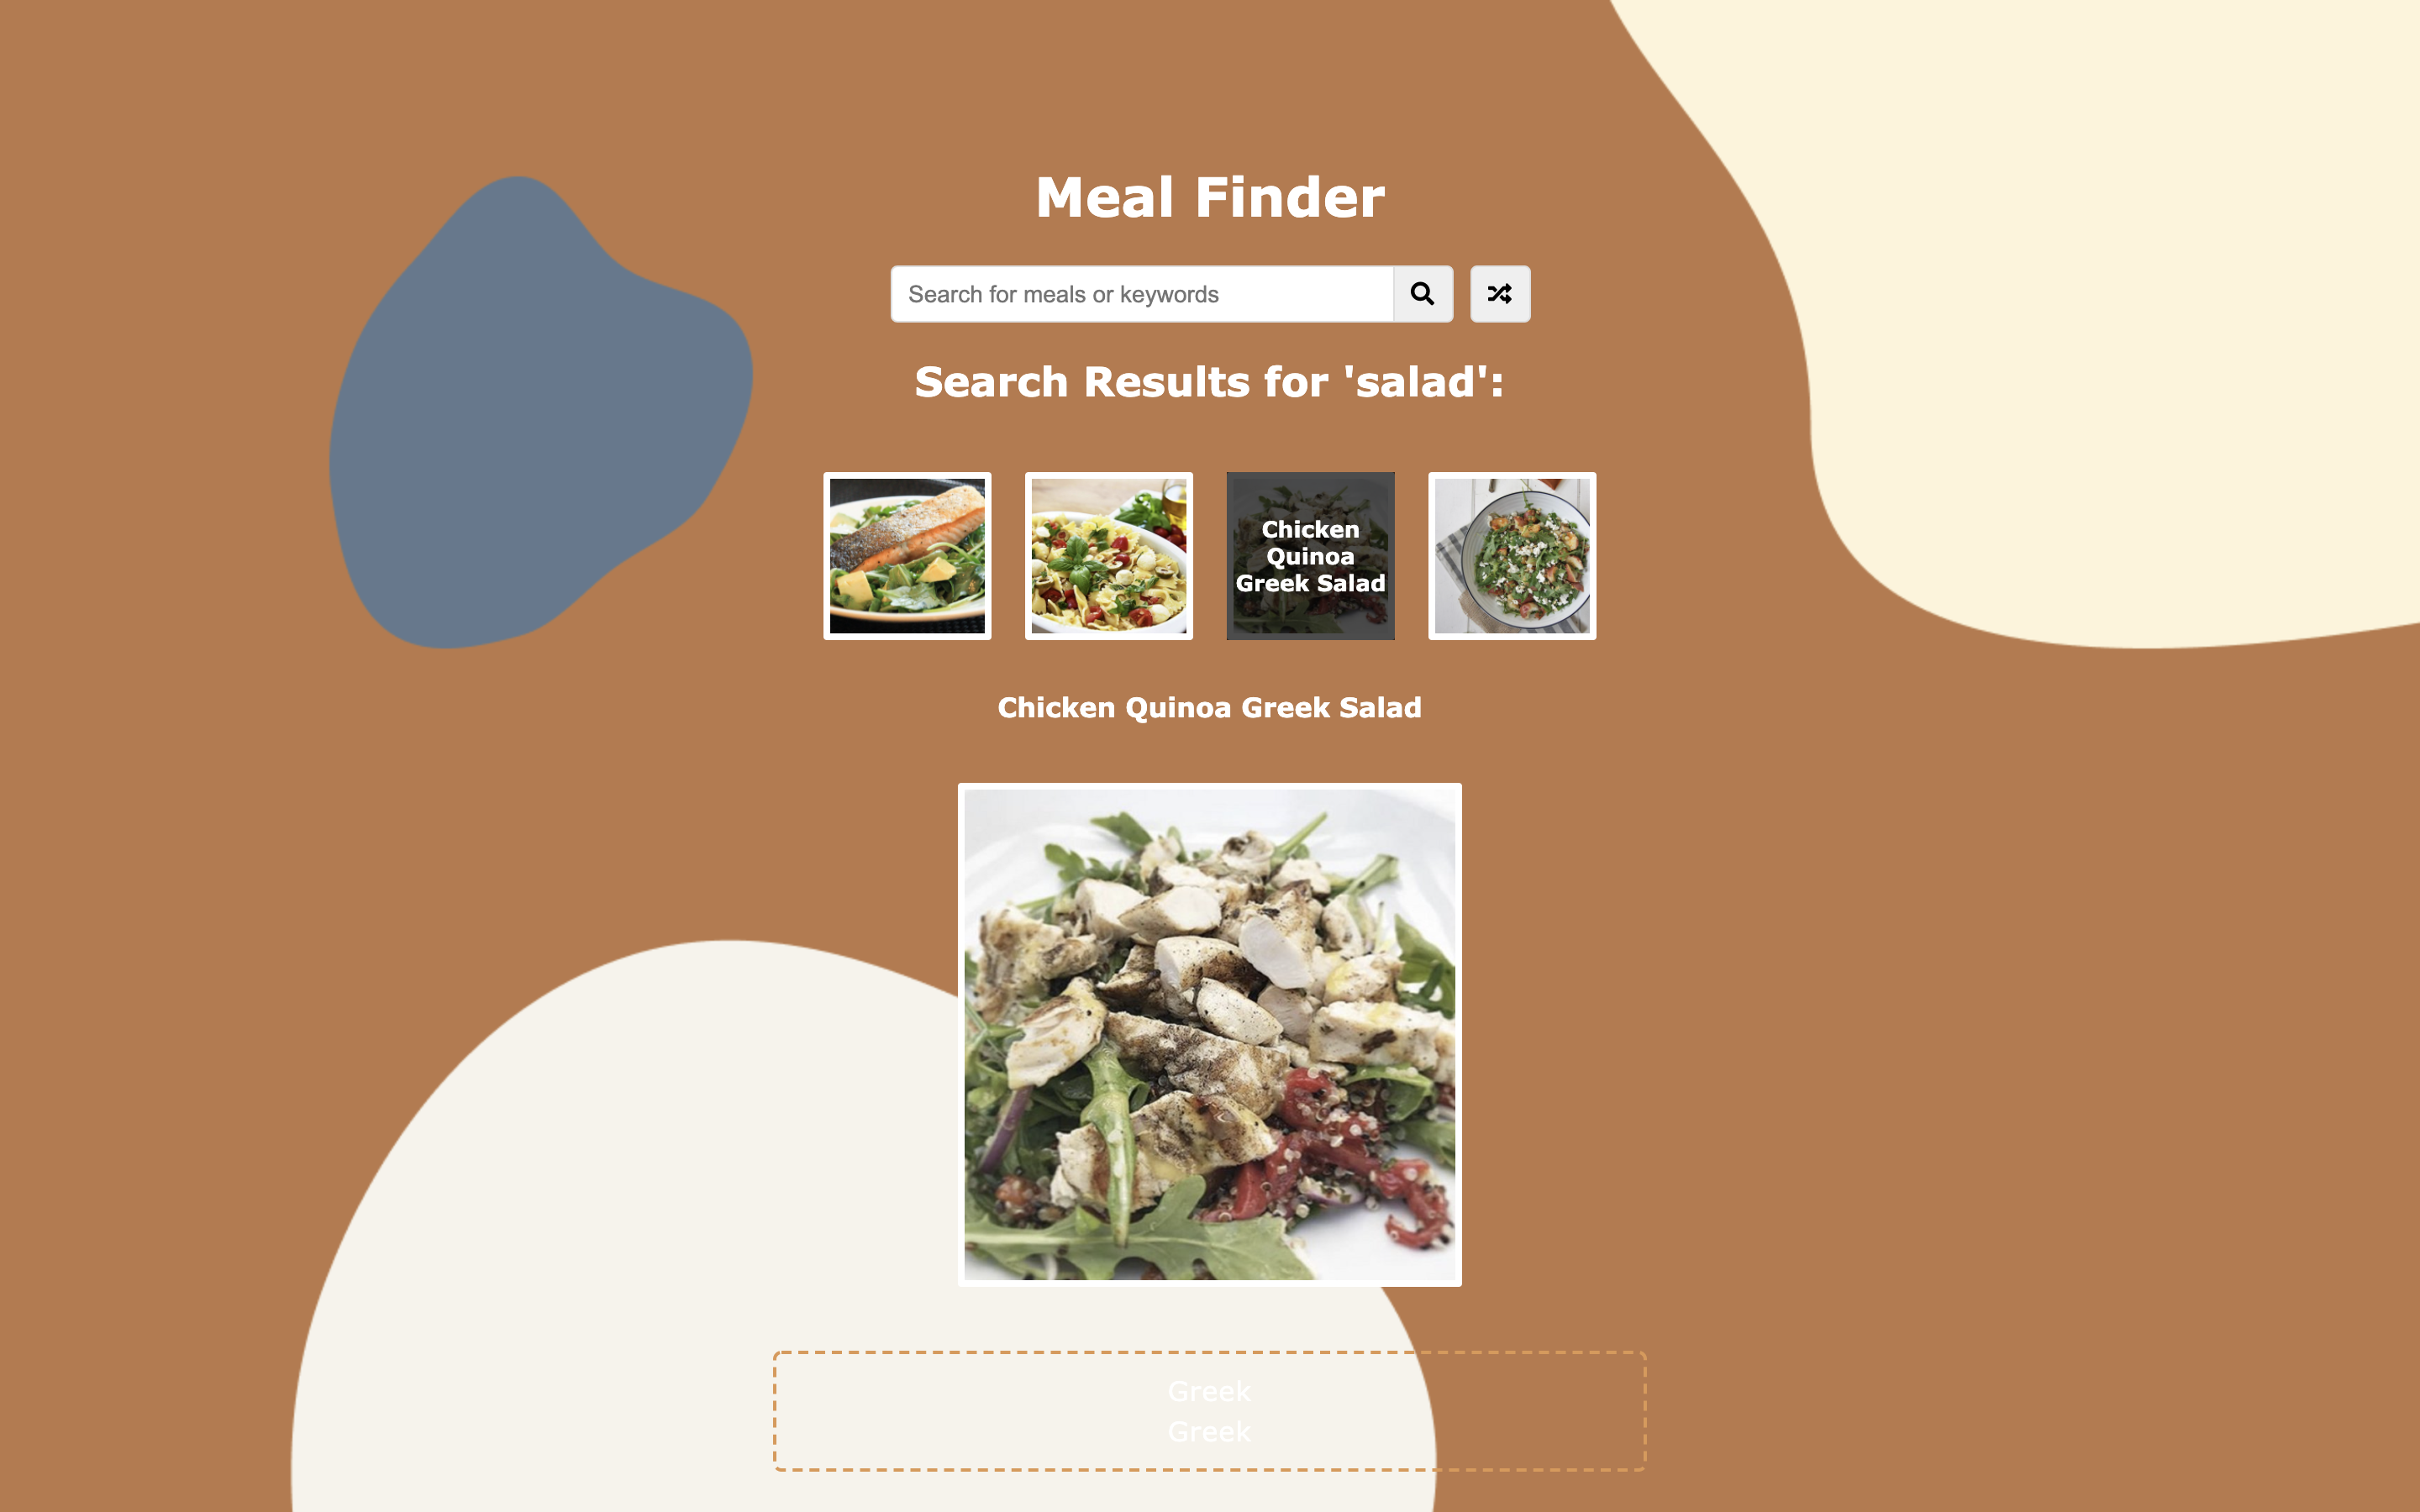 Meal Finder
Search for meals or keywords
Search Results for 'salad':
Chicken
Quinoa
Greek Salad
Chicken Quinoa Greek Salad
Greek
Greek